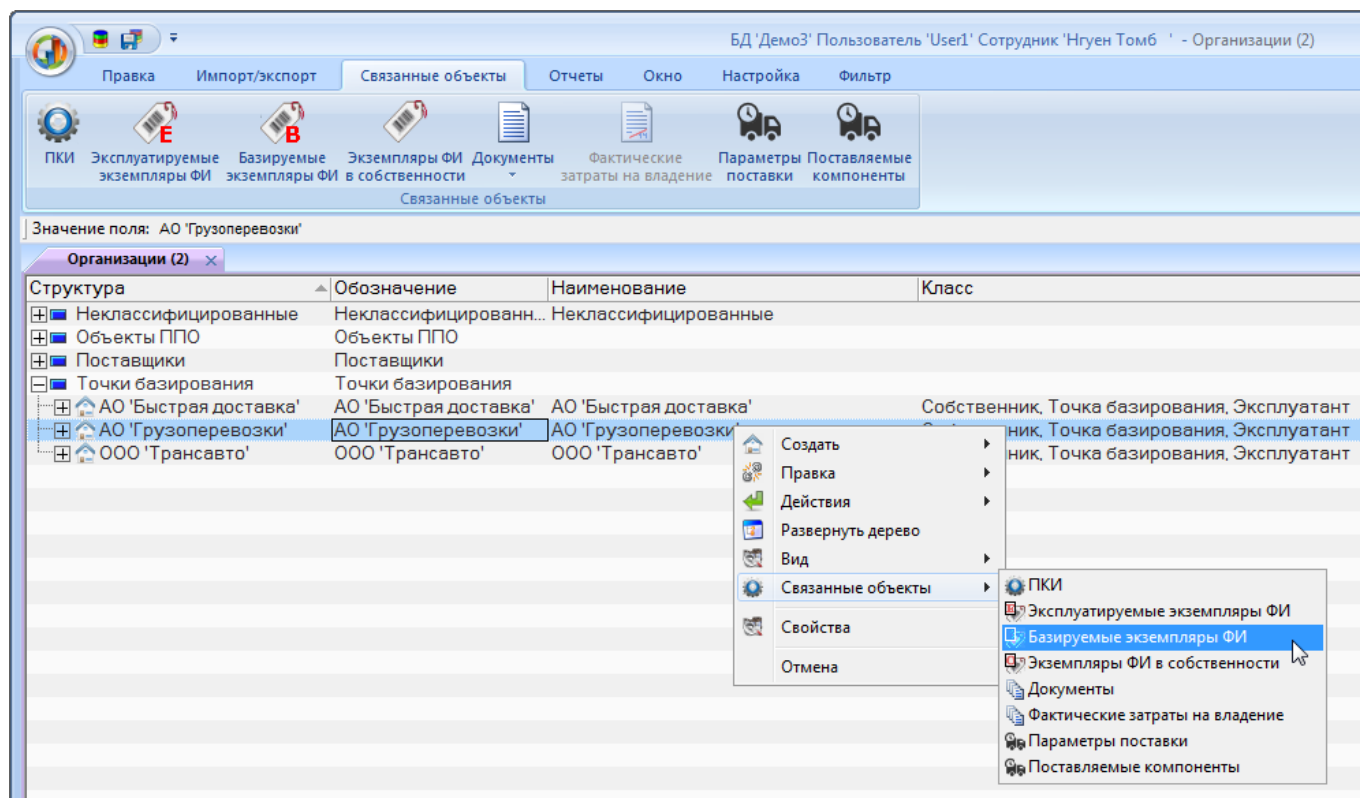 БД 'Демо3' Пользователь 'User1' Сотрудник 'Нгуен Томб ' - Организации (2)
Правка Импорт/экспорт Связанные объекты Отчеты Окно Настройка Фильтр
E B
ПКИ Эксплуатируемые Базируемые Экземпляры ФИ Документы Фактические Параметры Поставляемые
экземпляры ФИ экземпляры ФИ в собственности затраты на владение поставки компоненты
Связанные объекты
Значение поля: АО 'Грузоперевозки'
Организации (2)
Структура Обозначение Наименование Класс
Неклассифицированные Неклассифицированн... Неклассифицированные
Объекты ППО Объекты ППО
Поставщики Поставщики
Точки базирования Точки базирования
АО 'Быстрая доставка' АО 'Быстрая доставка' АО 'Быстрая доставка' Собственник, Точка базирования, Эксплуатант
АО 'Грузоперевозки' АО 'Грузоперевозки' АО 'Грузоперевозки' ник, Точка базирования, Эксплуатант
ООО 'Трансавто' ООО 'Трансавто' ООО 'Трансавто' ник, Точка базирования, Эксплуатант
Создать
Правка
Действия
Развернуть дерево
Вид
Связанные объекты
Свойства
Отмена
ПКИ
Эксплуатируемые экземпляры ФИ
Базируемые экземпляры ФИ
Экземпляры ФИ в собственности
Документы
Фактические затраты на владение
Параметры поставки
Поставляемые компоненты